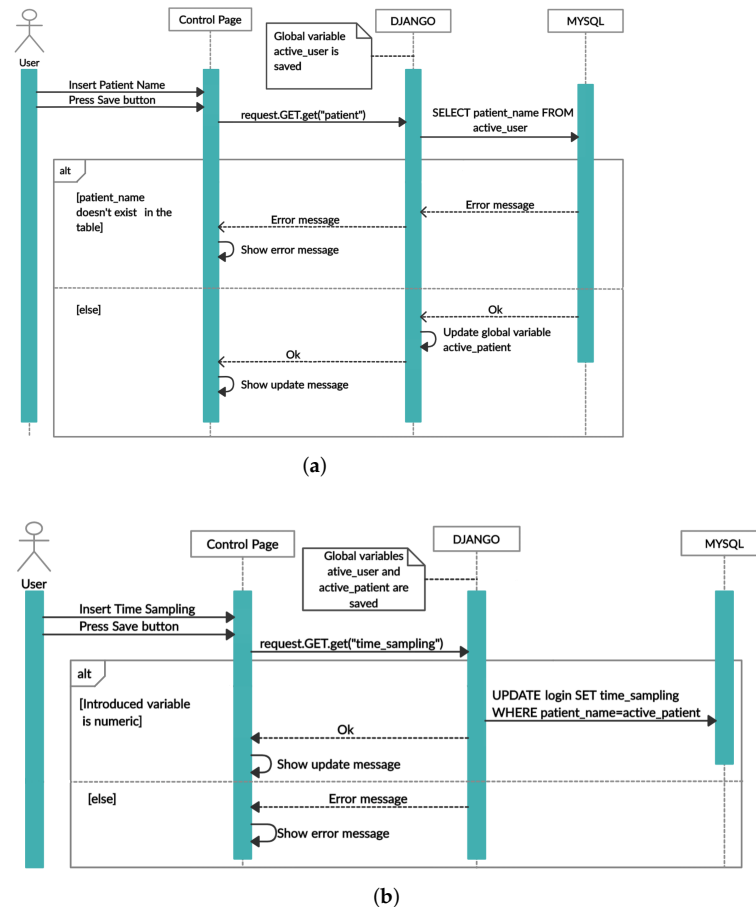 Control Page
DJANGO
MYSQL
Global variable
active_user is
saved
User
Insert Patient Name
Press Save button
request.GET.get("patient")
SELECT patient_name FROM
active_user
alt
[patient_name
doesn't exist in the
table]
Error message
Error message
Show error message
[else]
Ok
Update global variable
active_patient
Ok
Show update message
(a)
Control Page
DJANGO
MYSQL
Global variables
ative_user and
active_patient are
saved
User
Insert Time Sampling
Press Save button
request.GET.get("time_sampling")
alt
[Introduced variable
is numeric]
UPDATE login SET time_sampling
WHERE patient_name=active_patient
Ok
Show update message
[else]
Error message
Show error message
(b)